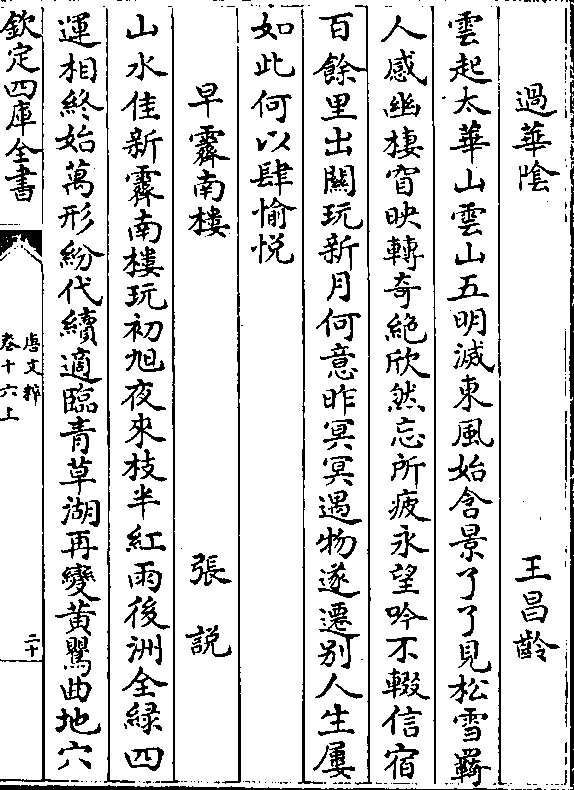 過華隂 王昌齡
雲起太華山雲山五明滅東風始含景了了見松雪羇
人感幽棲窅映轉奇絶欣然忘所疲永望吟不輟信宿
百餘里出關玩新月何意昨冥冥遇物遂遷别人生屢
如此何以肆愉悦
早霽南樓 張説
山水佳新霽南樓玩初旭夜來枝半紅雨後洲全緑四
運相終始萬形紛代續適臨青草湖再變黄鸎曲地穴
欽定四庫全書
唐文粹
卷十六上
二十